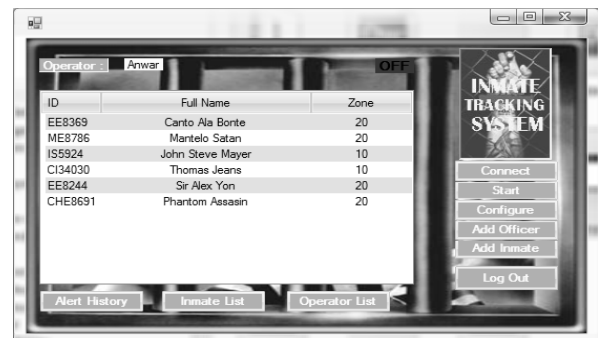 Operator : Anwar OFF
ID Full Name Zone
EE8369 Canto Ala Bonte 20
ME8786 Mantelo Satan 20
IS5924 John Steve Mayer 10
CI34030 Thomas Jeans 10
EE8244 Sir Alex Yon 20
CHE8691 Phantom Assasin 20
Alert History Inmate List Operator List
INMATE
TRACKING
SYSTEM
Connect
Start
Configure
Add Officer
Add Inmate
Log Out